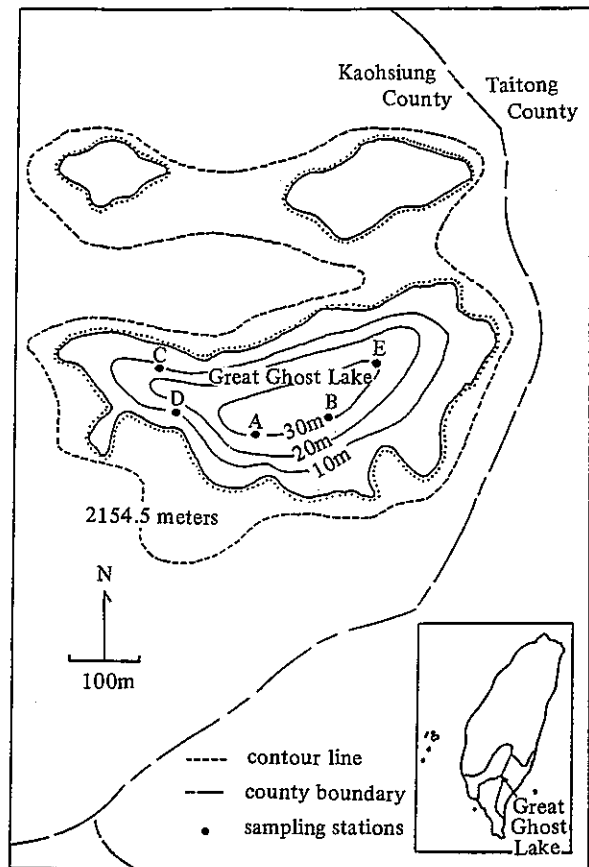 Kaohsiung
County
Taitong
County
C
E
Great Ghost Lake
D
B
A
30m
20m
10m
2154.5 meters
N
100m
contour line
county boundary
sampling stations
Great
Ghost
Lake